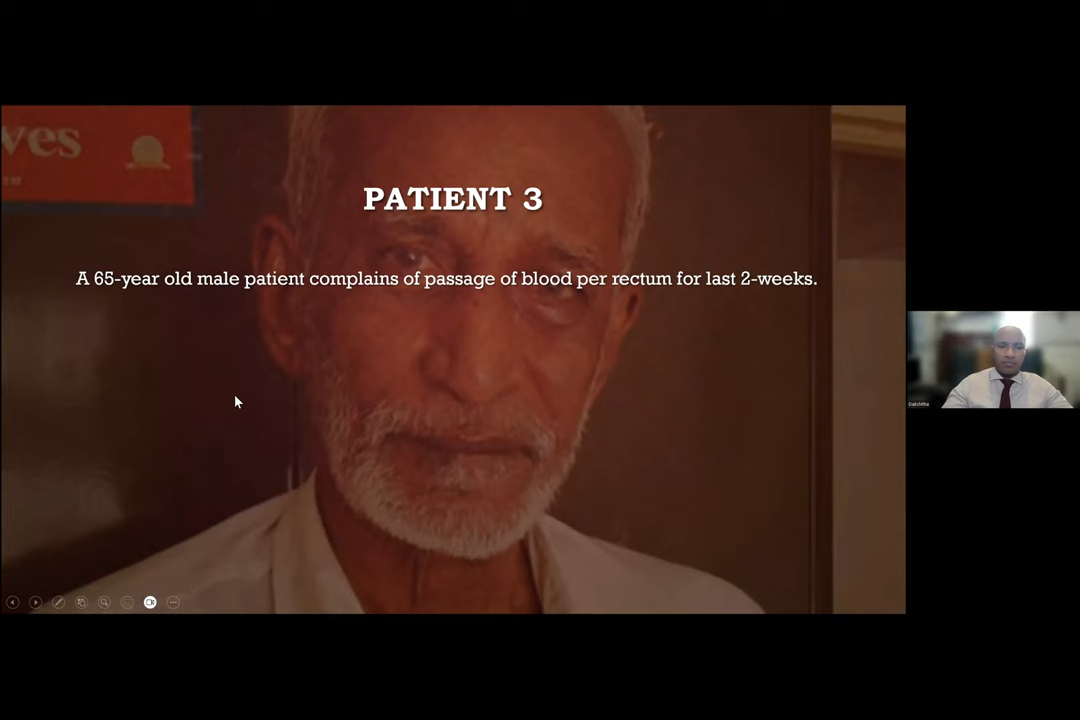 ves
PATIENT 3
A 65-year old male patient complains of passage of blood per rectum for last 2-weeks.
Dakshitha